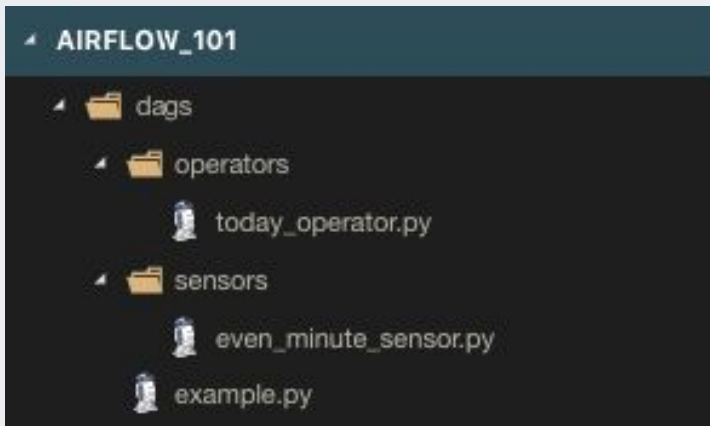 AIRFLOW_101
dags
operators
today_operator.py
sensors
even_minute_sensor.py
example.py